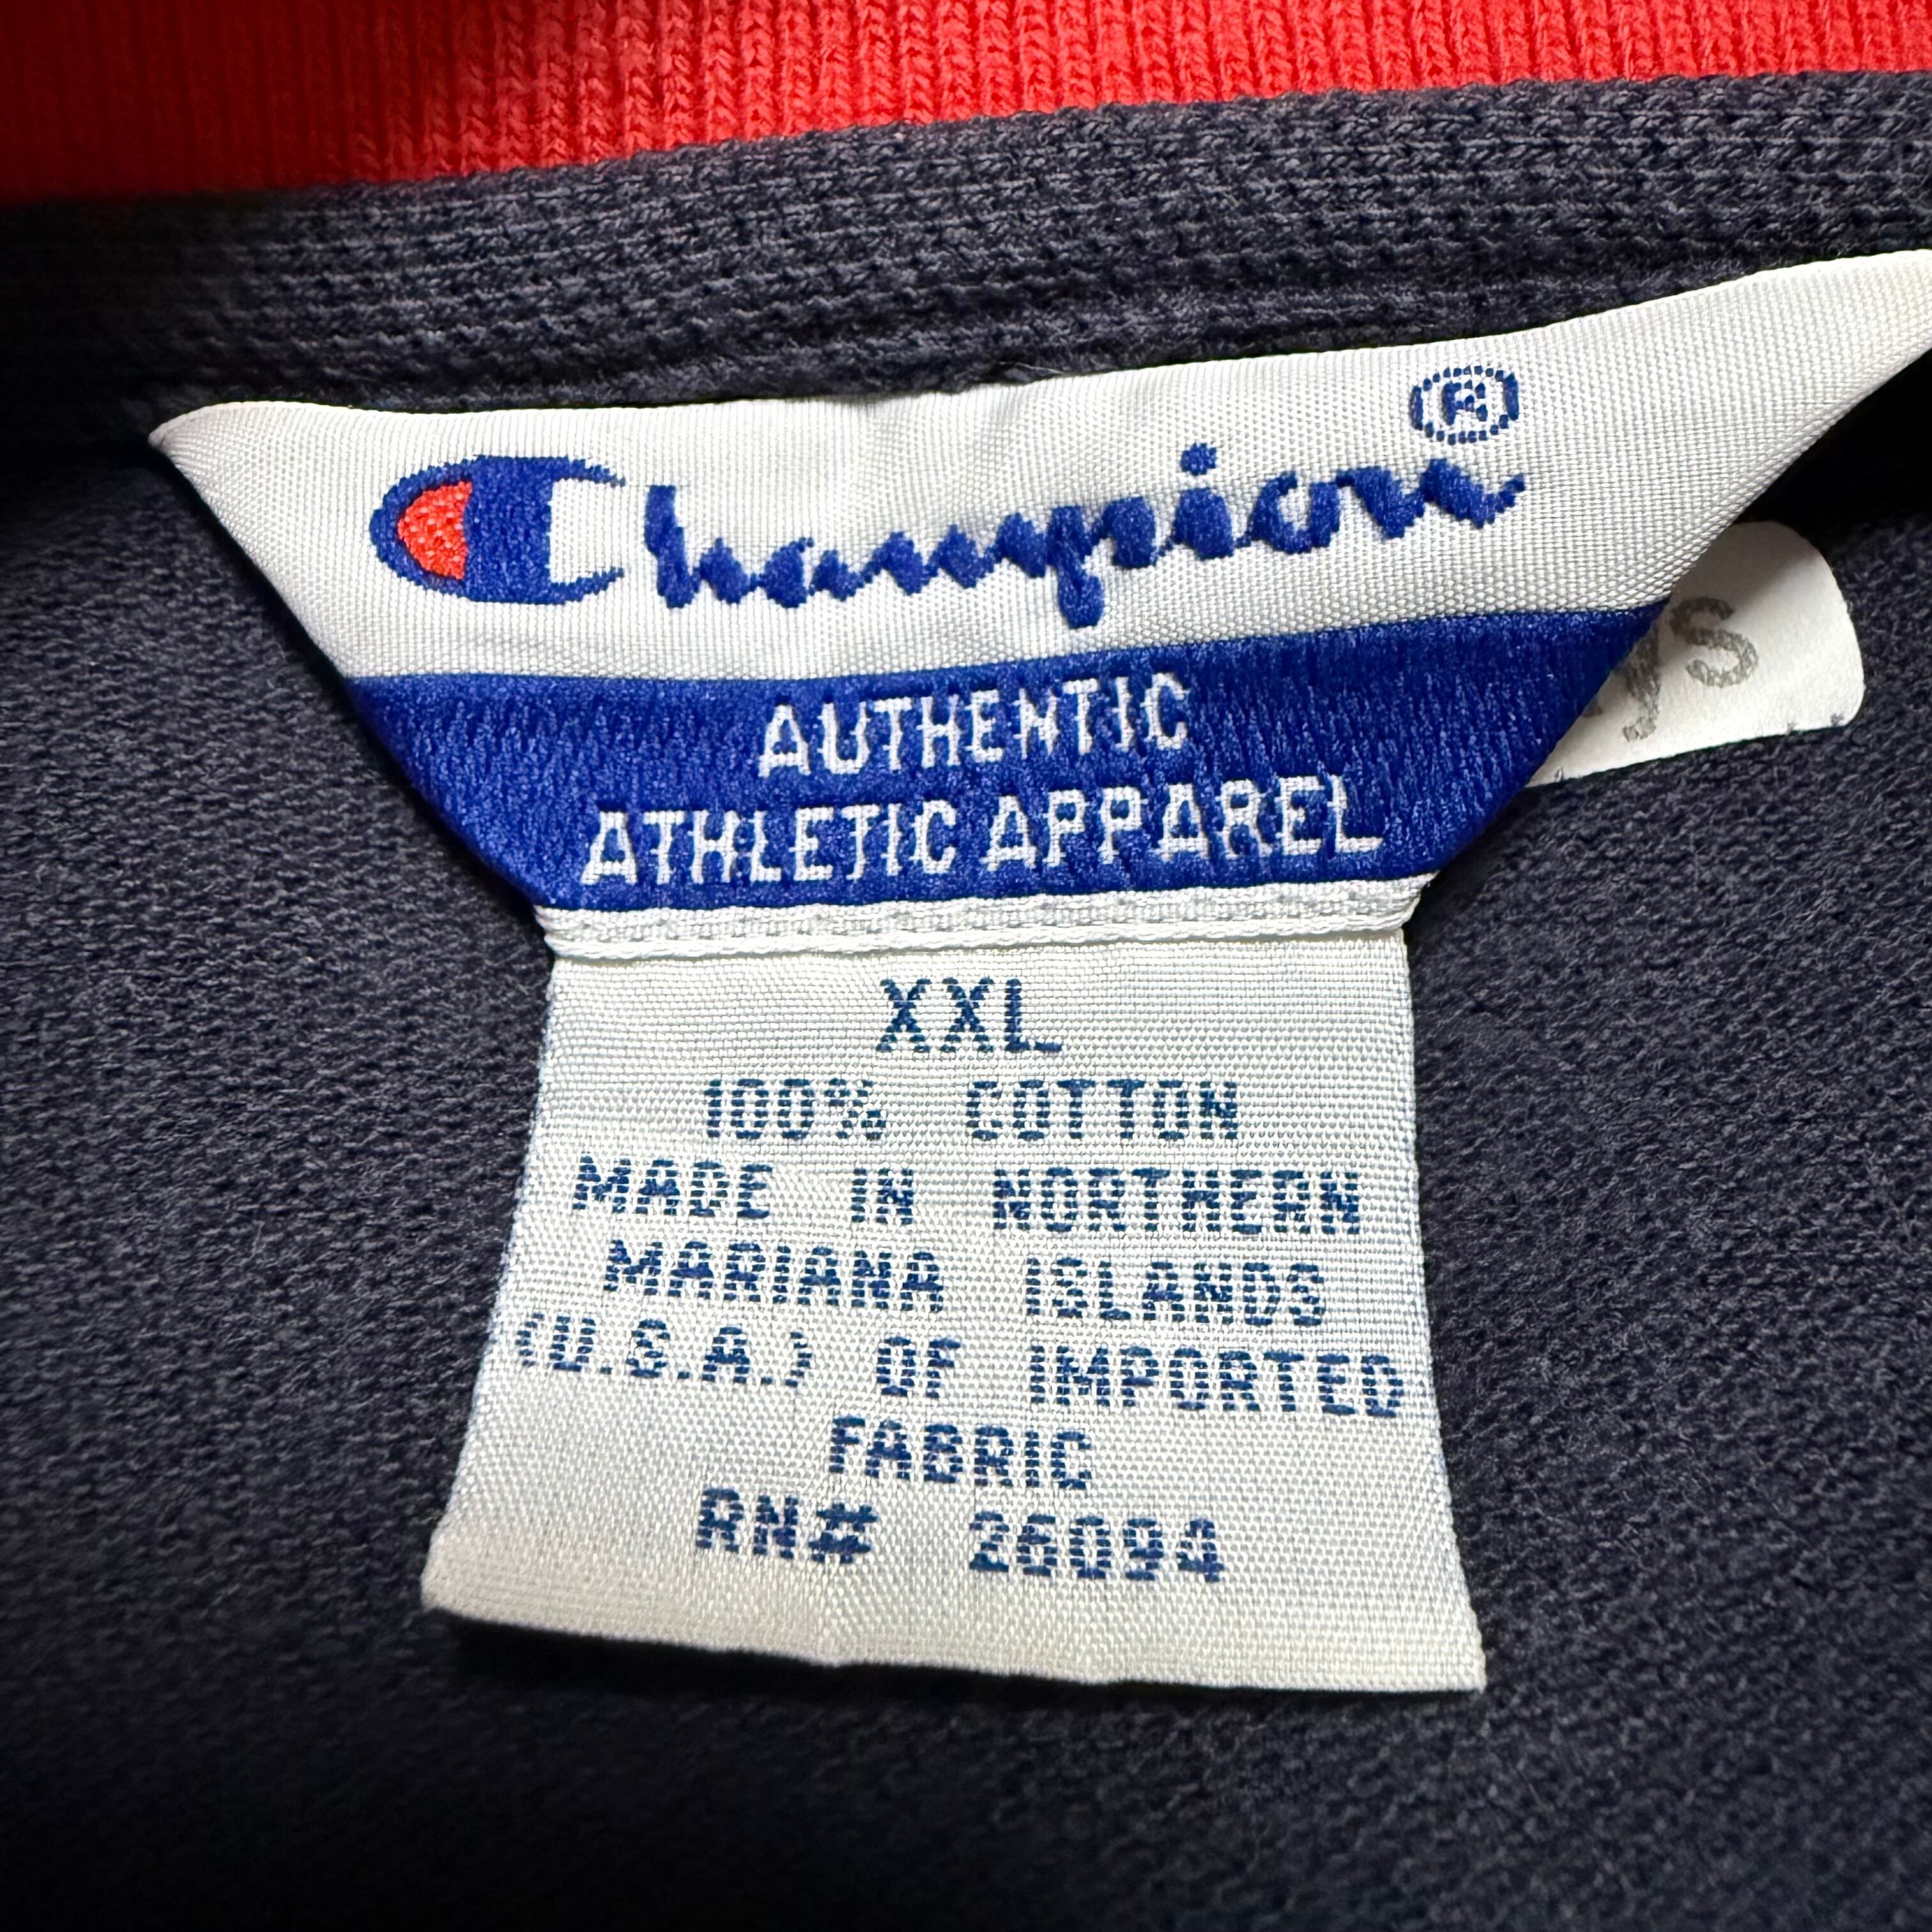 Champion®
AUTHENTIC
ATHLETIC APPAREL
XXL
100% COTTON
MADE IN NORTHERN
MARIANA ISLANDS
(U.S.A.) OF IMPORTED
FABRIC
RN# 26094